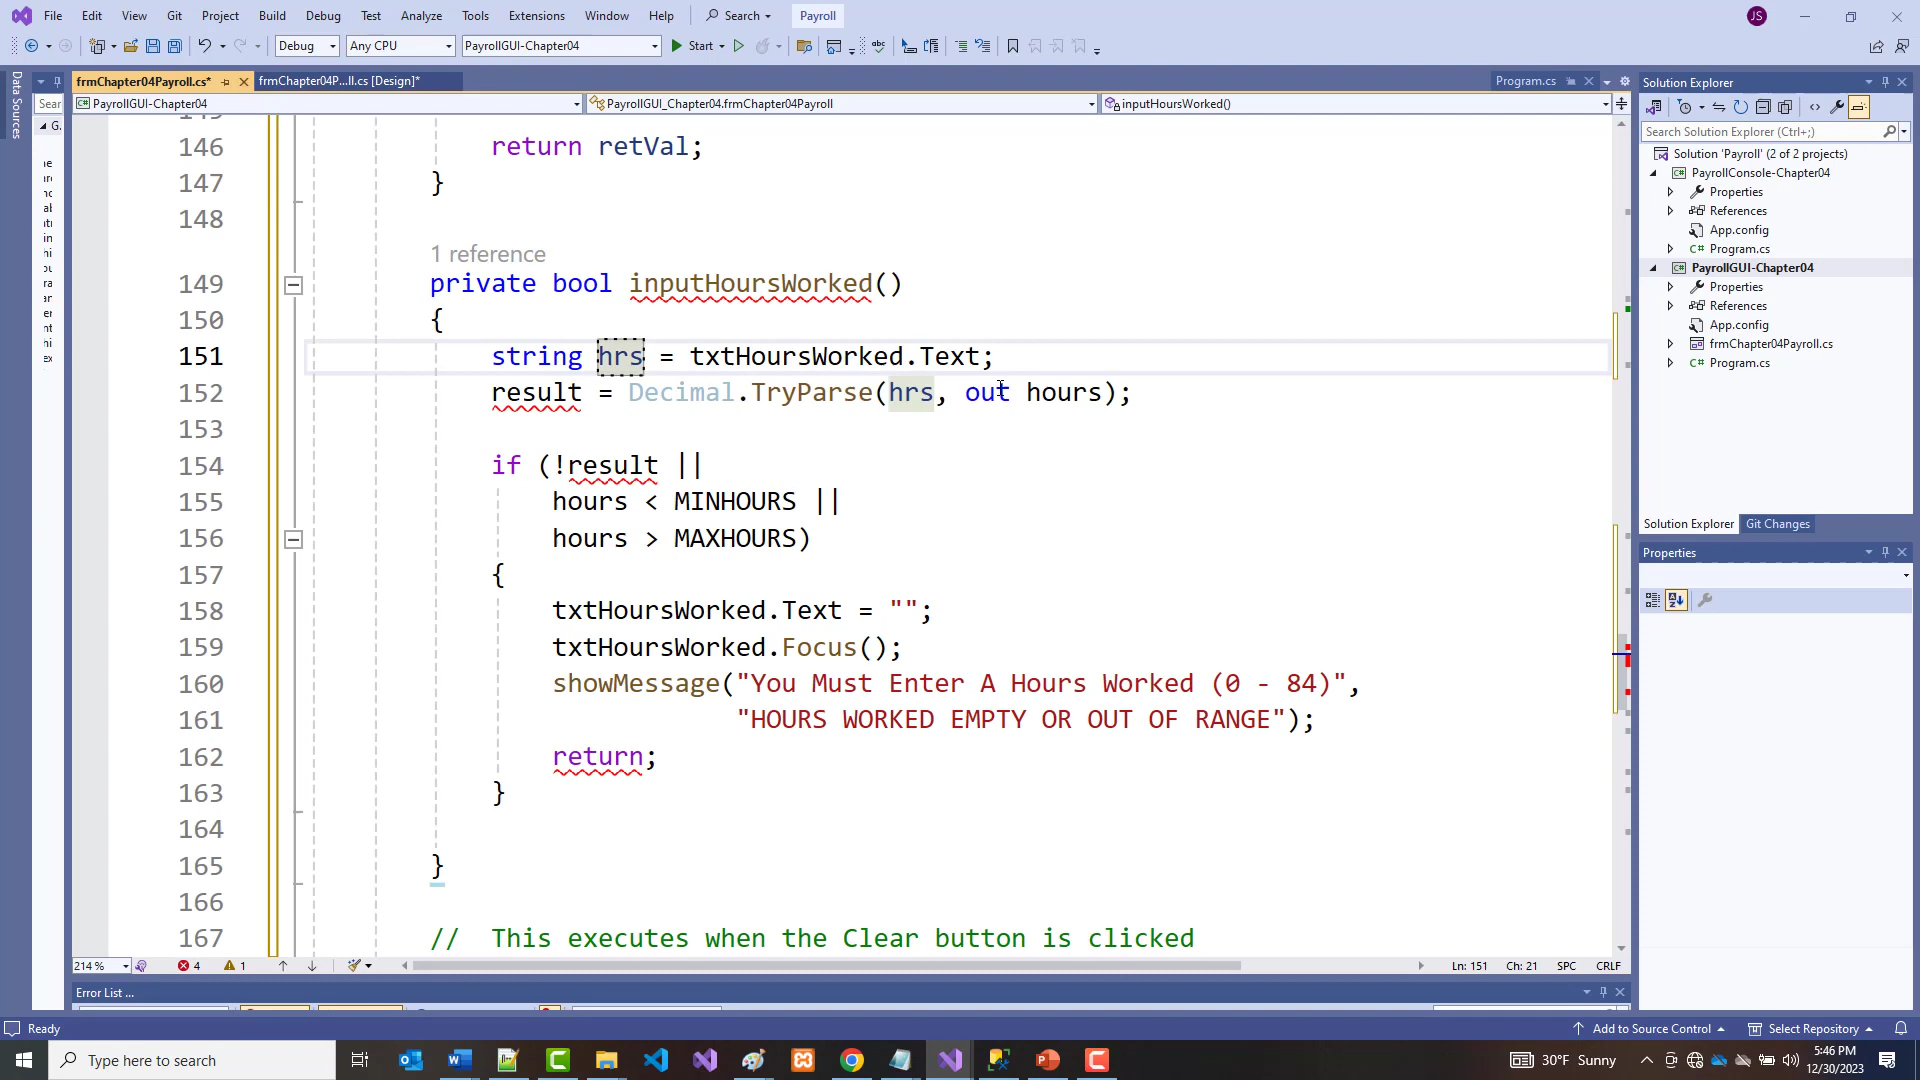 File Edit View Git Project Build Debug Test Analyze Tools Extensions Window Help Search Payroll JS
Debug Any CPU PayrollGUI-Chapter04 Start
frmChapter04Payroll.cs* frmChapter04P...ll.cs [Design]* Program.cs
PayrollGUI-Chapter04 PayrollGUI_Chapter04.frmChapter04Payroll inputHoursWorked()
Data Sources
Sear
G.
146 return retVal;
147 }
148
1 reference
149 private bool inputHoursWorked()
150 {
151 string hrs = txtHoursWorked.Text;
152 result = Decimal.TryParse(hrs, out hours);
153
154 if (!result ||
155 hours < MINHOURS ||
156 hours > MAXHOURS)
157 {
158 txtHoursWorked.Text = "";
159 txtHoursWorked.Focus();
160 showMessage("You Must Enter A Hours Worked (0 - 84)",
161 "HOURS WORKED EMPTY OR OUT OF RANGE");
162 return;
163 }
164
165 }
166
167 // This executes when the Clear button is clicked
214 % 4 1 Ln: 151 Ch: 21 SPC CRLF
Error List ...
Solution Explorer
Search Solution Explorer (Ctrl+;)
Solution 'Payroll' (2 of 2 projects)
PayrollConsole-Chapter04
Properties
References
App.config
C# Program.cs
PayrollGUI-Chapter04
Properties
References
App.config
frmChapter04Payroll.cs
C# Program.cs
Solution Explorer Git Changes
Properties
Ready Add to Source Control Select Repository
Type here to search 30°F Sunny 5:46 PM
12/30/2023